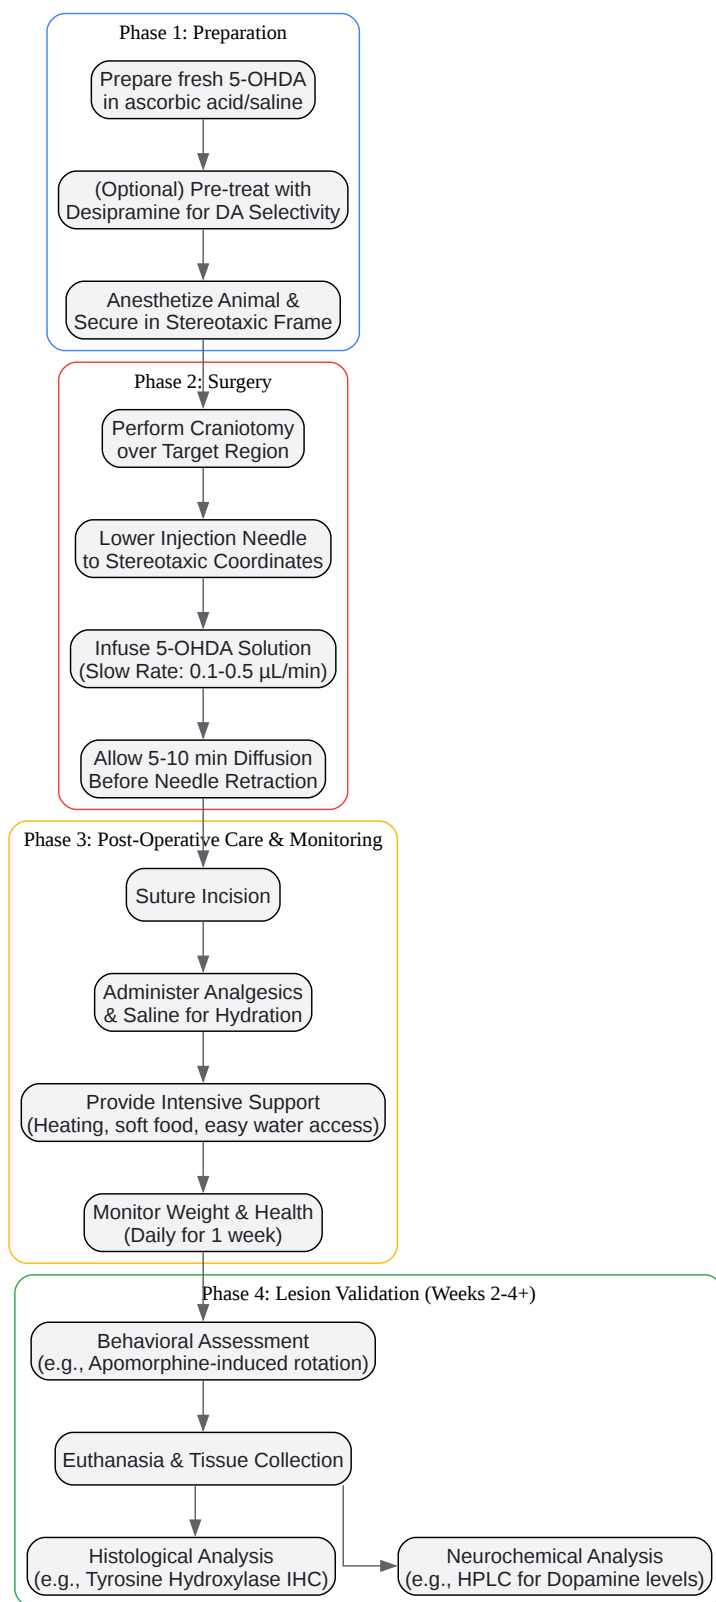 Phase 1: Preparation
Prepare fresh 5-OHDA
in ascorbic acid/saline
(Optional) Pre-treat with
Desipramine for DA Selectivity
Anesthetize Animal &
Secure in Stereotaxic Frame
Phase 2: Surgery
Perform Craniotomy
over Target Region
Lower Injection Needle
to Stereotaxic Coordinates
Infuse 5-OHDA Solution
(Slow Rate: 0.1-0.5 µL/min)
Allow 5-10 min Diffusion
Before Needle Retraction
Phase 3: Post-Operative Care & Monitoring
Suture Incision
Administer Analgesics
& Saline for Hydration
Provide Intensive Support
(Heating, soft food, easy water access)
Monitor Weight & Health
(Daily for 1 week)
Phase 4: Lesion Validation (Weeks 2-4+)
Behavioral Assessment
(e.g., Apomorphine-induced rotation)
Euthanasia & Tissue Collection
Histological Analysis
(e.g., Tyrosine Hydroxylase IHC)
Neurochemical Analysis
(e.g., HPLC for Dopamine levels)